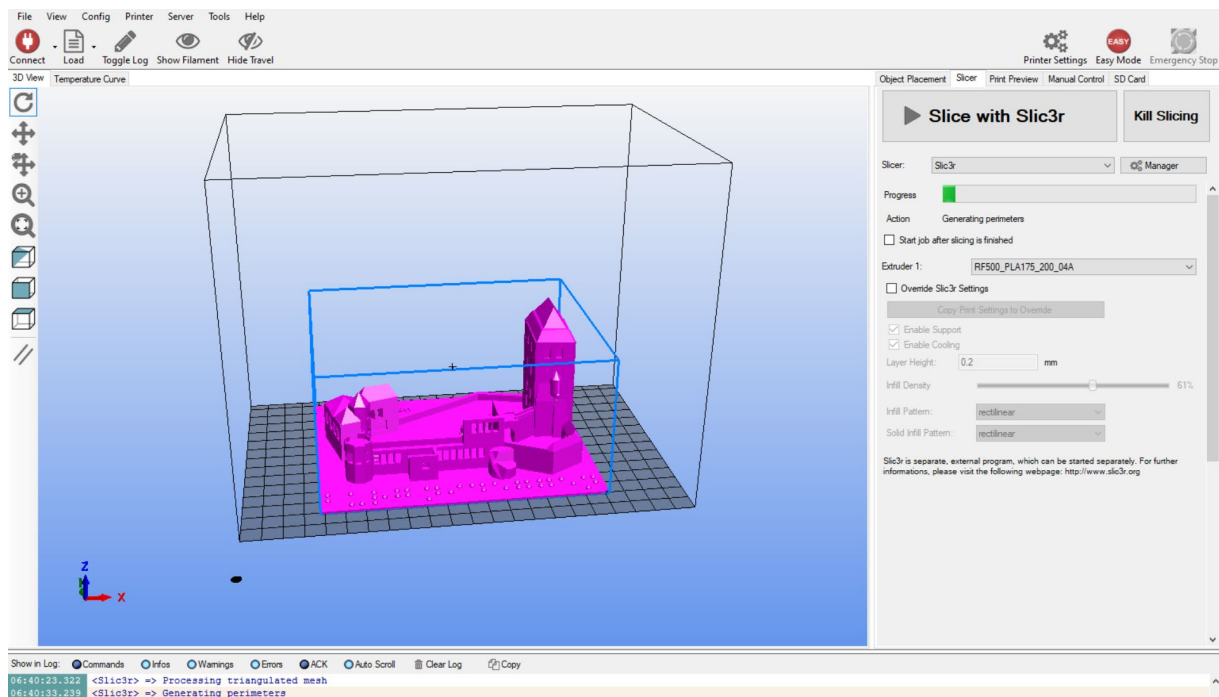 File View Config Printer Server Tools Help
Connect Load Toggle Log Show Filament Hide Travel
Printer Settings Easy Mode Emergency Stop
EASY
3D View Temperature Curve
Object Placement Slicer Print Preview Manual Control SD Card
Slice with Slic3r
Kill Slicing
Slicer: Slic3r Manager
Progress
Action Generating perimeters
Start job after slicing is finished
Extruder 1: RF500_PLA175_200_04A
Override Slic3r Settings
Copy Print Settings to Override
Enable Support
Enable Cooling
Layer Height: 0.2 mm
Infill Density 61%
Infill Pattern: rectilinear
Solid Infill Pattern: rectilinear
Slic3r is separate, external program, which can be started separately. For further
informations, please visit the following webpage: http://www.slic3r.org
Z
X
Show in Log: Commands Infos Warnings Errors ACK Auto Scroll Clear Log Copy
06:40:23.322 <Slic3r> => Processing triangulated mesh
06:40:33.239 <Slic3r> => Generating perimeters